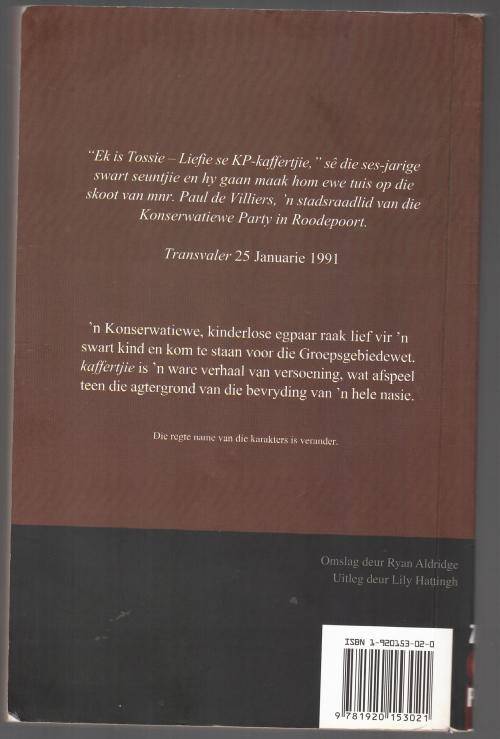 “Ek is Tossie – Liefie se KP-kaffertjie,” sê die ses-jarige
swart seuntjie en hy gaan maak hom ewe tuis op die
skoot van mnr. Paul de Villiers, 'n stadsraadlid van die
Konserwatiewe Party in Roodepoort.
Transvaler 25 Januarie 1991
'n Konserwatiewe, kinderlose egpaar raak lief vir 'n
swart kind en kom te staan voor die Groepsgebiedewet.
kaffertjie is 'n ware verhaal van versoening, wat afspeel
teen die agtergrond van die bevryding van 'n hele nasie.
Die regte name van die karakters is verander.
Omslag deur Ryan Aldridge
Uitleg deur Lily Hattingh
ISBN 1-920153-02-0
9 781920 153021